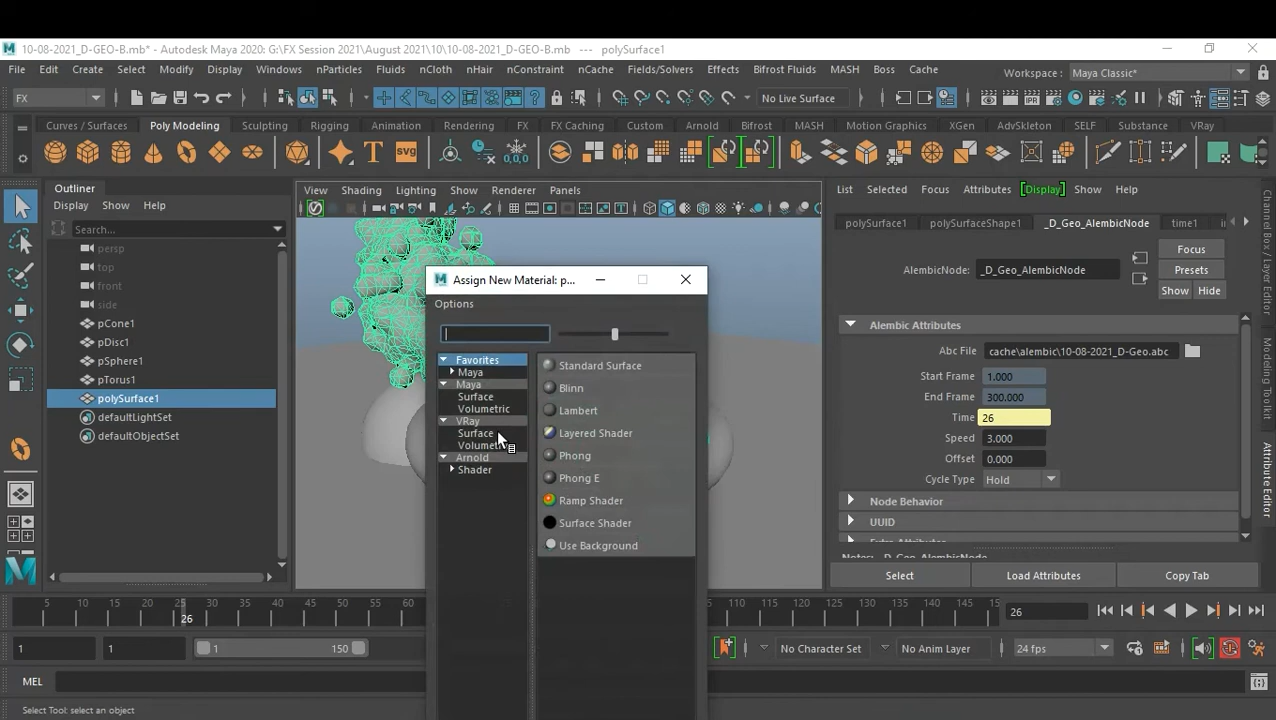 10-08-2021_D-GEO-B.mb* - Autodesk Maya 2020: G:\FX Session 2021\August 2021\10\10-08-2021_D-GEO-B.mb --- polySurface1
File Edit Create Select Modify Display Windows nParticles Fluids nCloth nHair nConstraint nCache Fields/Solvers Effects Bifrost Fluids MASH Boss Cache Workspace : Maya Classic*
FX No Live Surface
Curves / Surfaces Poly Modeling Sculpting Rigging Animation Rendering FX FX Caching Custom Arnold Bifrost MASH Motion Graphics XGen AdvSkeleton SELF Substance VRay
T svg 0,0,0
Outliner
Display Show Help
Search...
persp
top
front
side
pCone1
pDisc1
pSphere1
pTorus1
polySurface1
defaultLightSet
defaultObjectSet
View Shading Lighting Show Renderer Panels
Assign New Material: p...
Options
Favorites
Maya
Maya
Surface
Volumetric
VRay
Surface
Arnold
Shader
Standard Surface
Blinn
Lambert
Layered Shader
Phong
Phong E
Ramp Shader
Surface Shader
Use Background
List Selected Focus Attributes Display Show Help
polySurface1 polySurfaceShape1 _D_Geo_AlembicNode time1
AlembicNode: _D_Geo_AlembicNode
Focus
Presets
Show Hide
Alembic Attributes
Abc File cache\alembic\10-08-2021_D-Geo.abc
Start Frame 1.000
End Frame 300.000
Time 26
Speed 3.000
Offset 0.000
Cycle Type Hold
Node Behavior
UUID
Select Load Attributes Copy Tab
Channel Box / Layer Editor
Attribute Editor
5 10 15 20 25 30 35 40 45 50 55 60 110 115 120 125 130 135 140 145 15
26 26
1 1 1 150 No Character Set No Anim Layer 24 fps
MEL
Select Tool: select an object